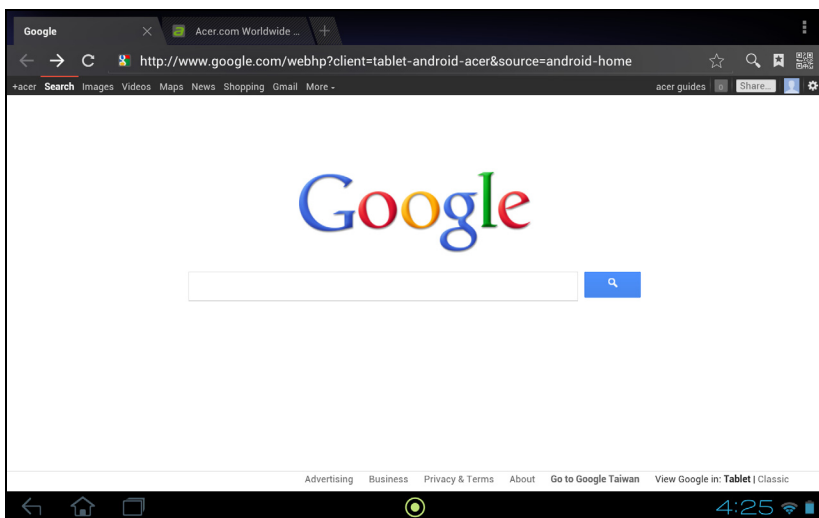 Google Acer.com Worldwide ...
http://www.google.com/webhp?client=tablet-android-acer&source=android-home
+acer Search Images Videos Maps News Shopping Gmail More acer guides 0 Share...
Google
Advertising Business Privacy & Terms About Go to Google Taiwan View Google in: Tablet | Classic
4:25